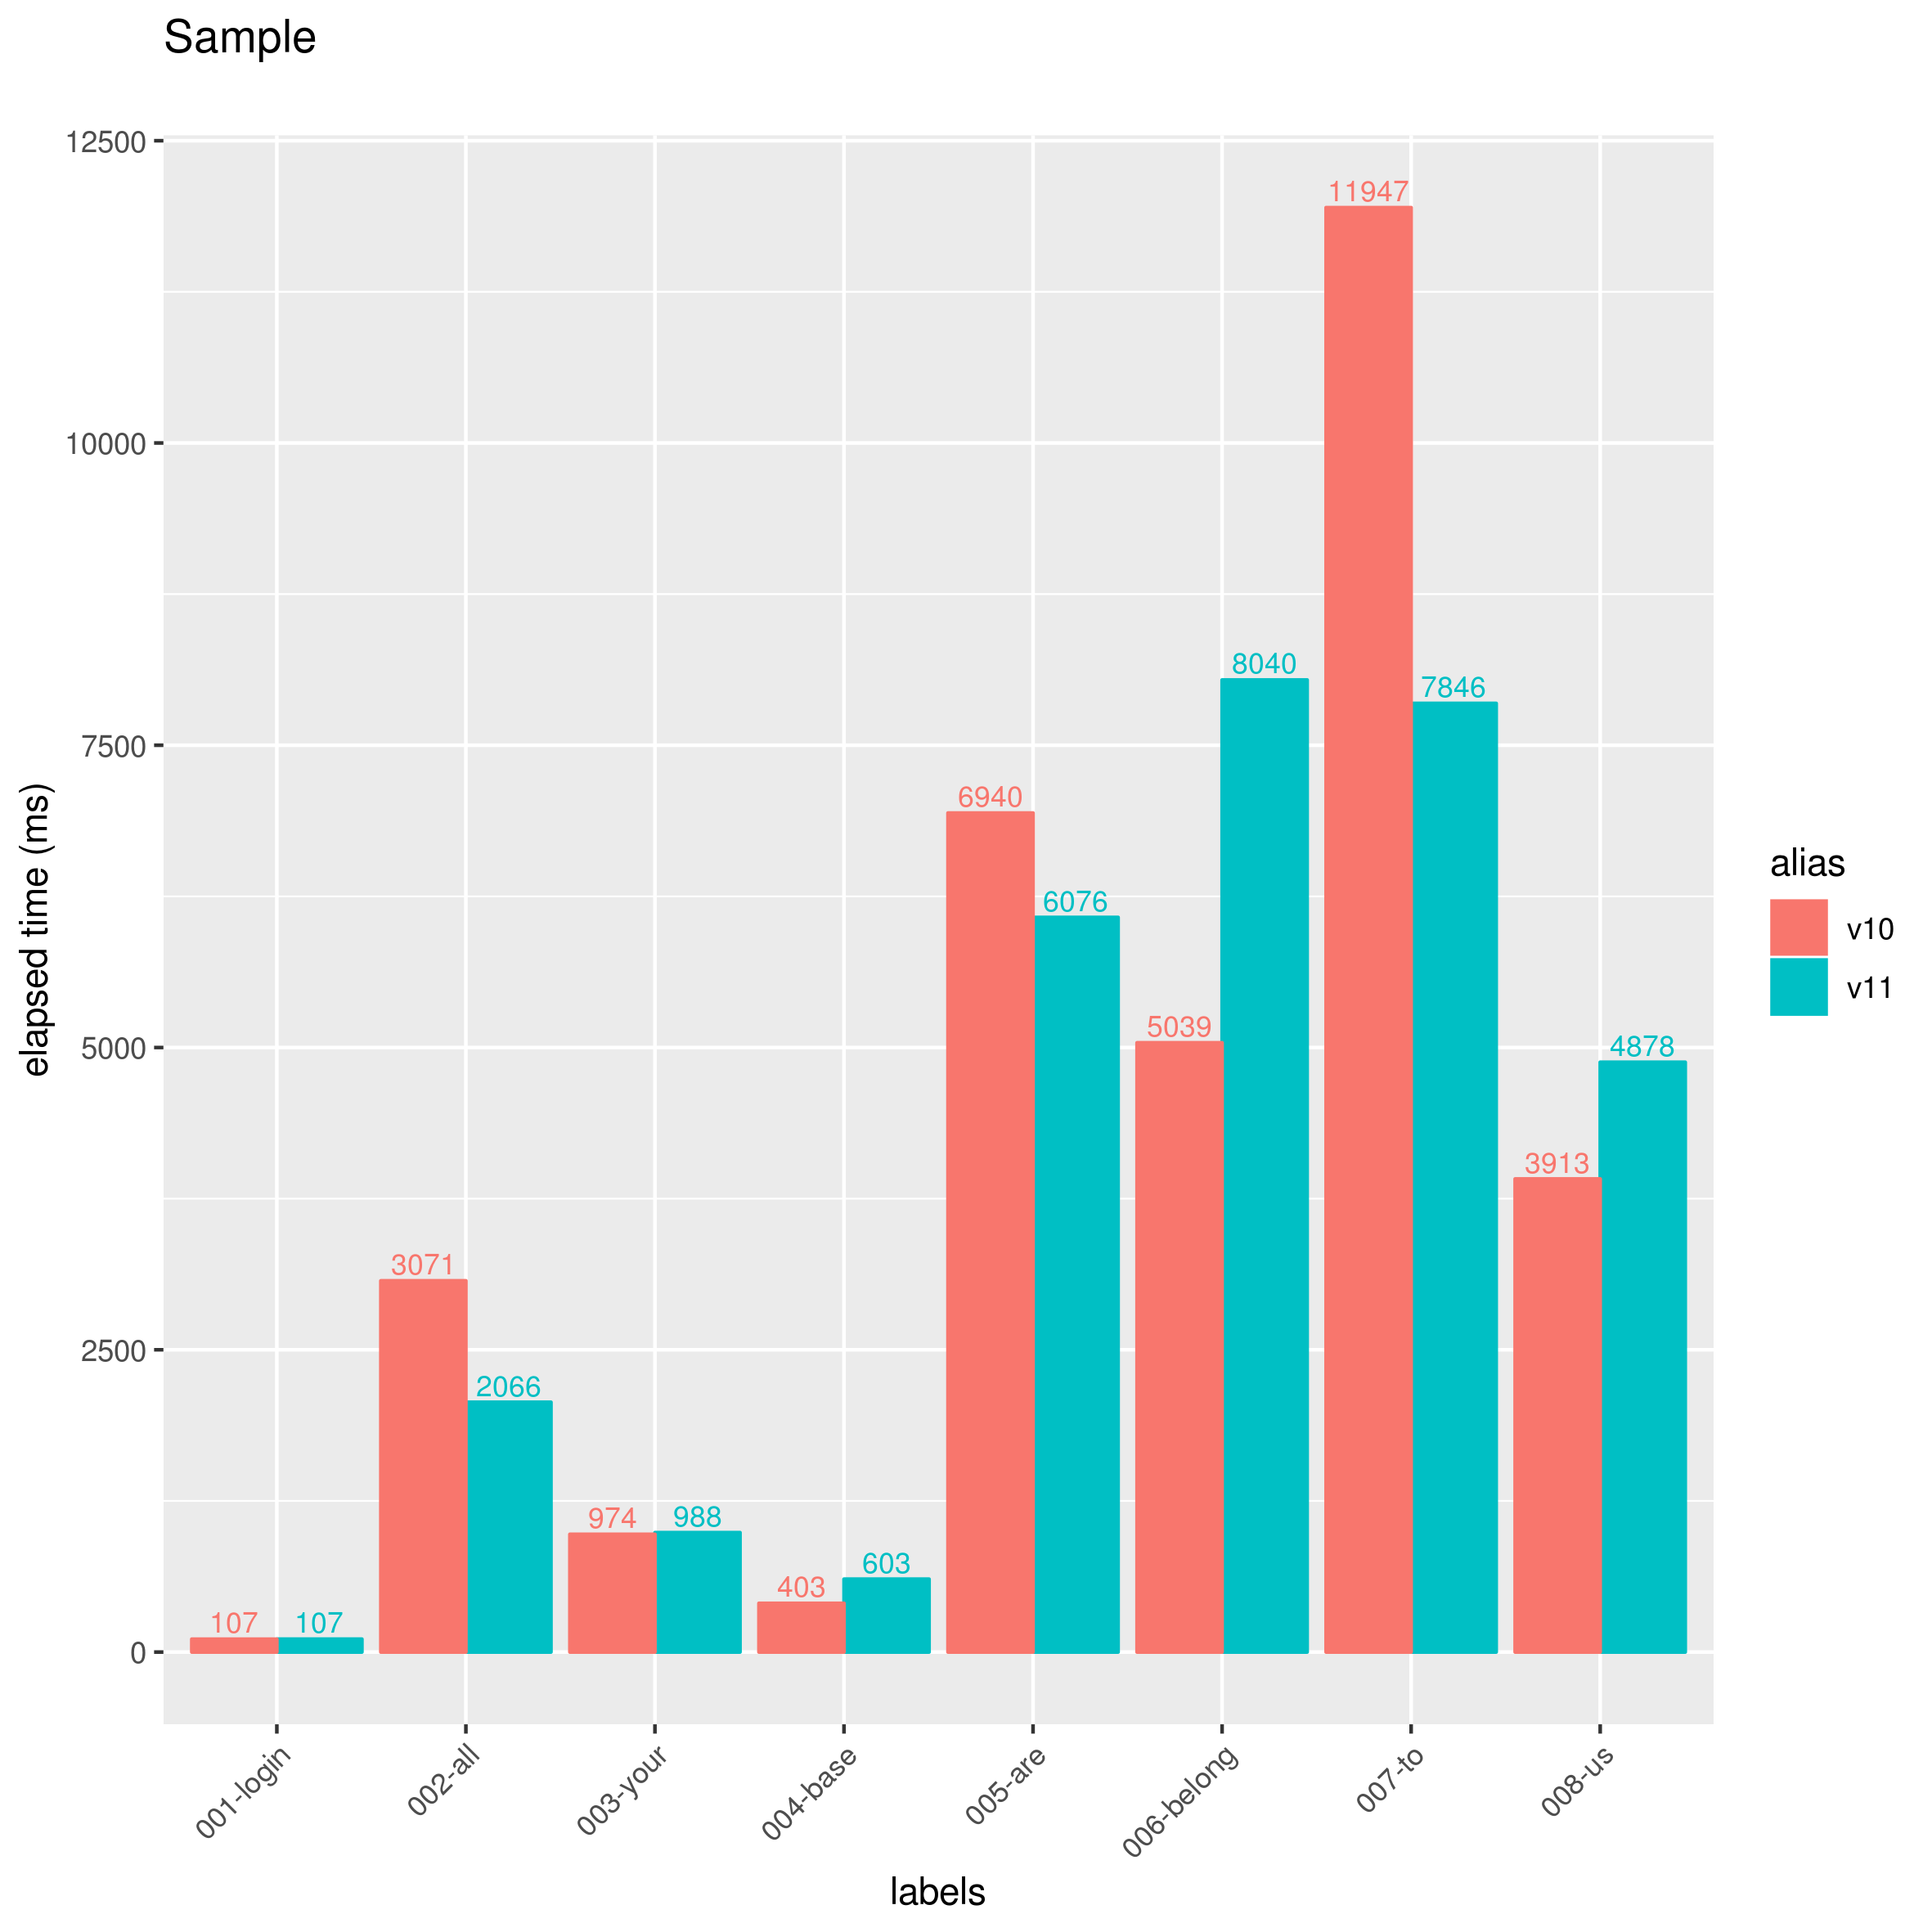 Sample
12500
10000
7500
5000
2500
0
elapsed time (ms)
107 107
3071
2066
974 988
403
603
6940
6076
5039
8040
11947
7846
3913
4878
001-login
002-all
003-your
004-base
005-are
006-belong
007-to
008-us
labels
alias
v10
v11